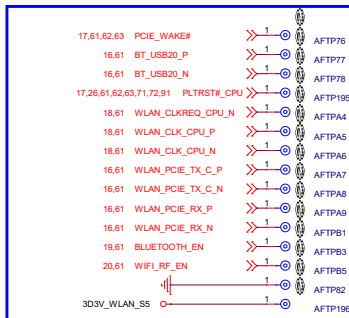 17,61,62,63 PCIE_WAKE# 1 AFTP76
16,61 BT_USB20_P 1 AFTP77
16,61 BT_USB20_N 1 AFTP78
17,26,61,62,63,71,72,91 PLTRST#_CPU 1 AFTP195
18,61 WLAN_CLKREQ_CPU_N 1 AFTPA4
18,61 WLAN_CLK_CPU_P 1 AFTPA5
18,61 WLAN_CLK_CPU_N 1 AFTPA6
16,61 WLAN_PCIE_TX_C_P 1 AFTPA7
16,61 WLAN_PCIE_TX_C_N 1 AFTPA8
16,61 WLAN_PCIE_RX_P 1 AFTPA9
16,61 WLAN_PCIE_RX_N 1 AFTPB1
19,61 BLUETOOTH_EN 1 AFTPB3
20,61 WIFI_RF_EN 1 AFTPB5
1 AFTP82
3D3V_WLAN_S5 1 AFTP196